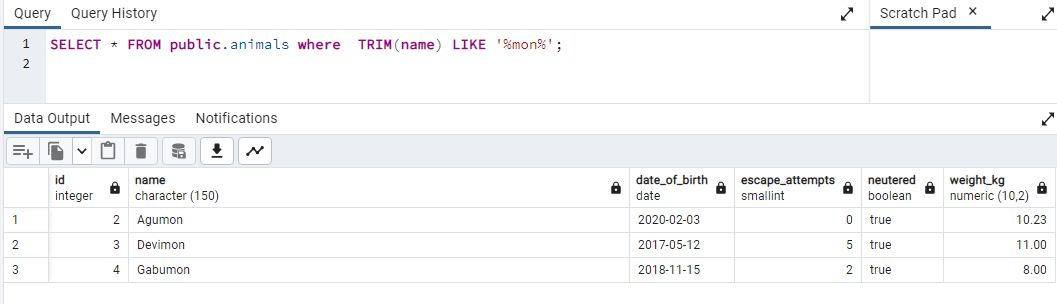 Query Query History Scratch Pad ×
1 SELECT * FROM public.animals where  TRIM(name) LIKE '%mon%';
2
Data Output Messages Notifications
id name date_of_birth escape_attempts neutered weight_kg
integer character (150) date smallint boolean numeric (10,2)
1 2 Agumon 2020-02-03 0 true 10.23
2 3 Devimon 2017-05-12 5 true 11.00
3 4 Gabumon 2018-11-15 2 true 8.00